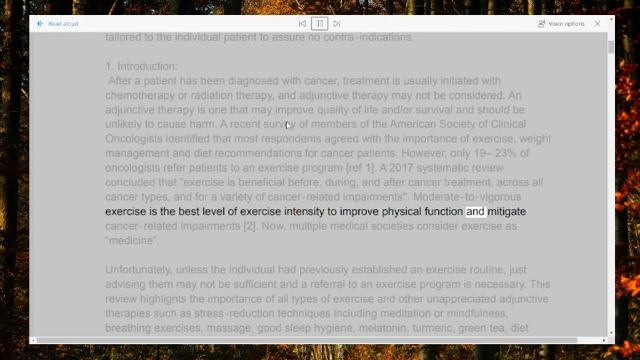 Read aloud
Voice options
tailored to the individual patient to assure no contra-indications.
1. Introduction:
After a patient has been diagnosed with cancer, treatment is usually initiated with
chemotherapy or radiation therapy, and adjunctive therapy may not be considered. An
adjunctive therapy is one that may improve quality of life and/or survival and should be
unlikely to cause harm. A recent survey of members of the American Society of Clinical
Oncologists identified that most respondents agreed with the importance of exercise, weight
management and diet recommendations for cancer patients. However, only 19– 23% of
oncologists refer patients to an exercise program [ref 1]. A 2017 systematic review
concluded that "exercise is beneficial before, during, and after cancer treatment, across all
cancer types, and for a variety of cancer-related impairments". Moderate-to-vigorous
exercise is the best level of exercise intensity to improve physical function and mitigate
cancer-related impairments [2]. Now, multiple medical societies consider exercise as
"medicine".
Unfortunately, unless the individual had previously established an exercise routine, just
advising them may not be sufficient and a referral to an exercise program is necessary. This
review highlights the importance of all types of exercise and other unappreciated adjunctive
therapies such as stress-reduction techniques including meditation or mindfulness,
breathing exercises, massage, good sleep hygiene, melatonin, turmeric, green tea, diet